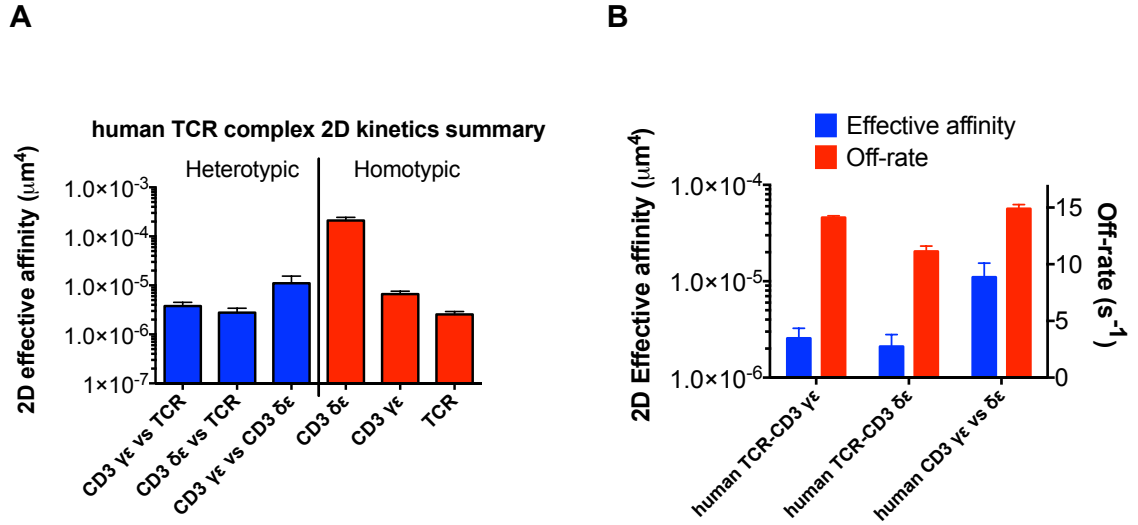 A
human TCR complex 2D kinetics summary
Heterotypic
Homotypic
2D effective affinity (μm⁴)
1.0×10⁻³
1.0×10⁻⁴
1.0×10⁻⁵
1.0×10⁻⁶
1×10⁻⁷
CD3 γε vs TCR
CD3 δε vs TCR
CD3 γε vs CD3 δε
CD3 δε
CD3 γε
TCR
B
Effective affinity
Off-rate
2D Effective affinity (μm⁴)
1.0×10⁻⁴
1.0×10⁻⁵
1.0×10⁻⁶
15
10
5
0
Off-rate (s⁻¹)
human TCR-CD3 γε
human TCR-CD3 δε
human CD3 γε vs δε